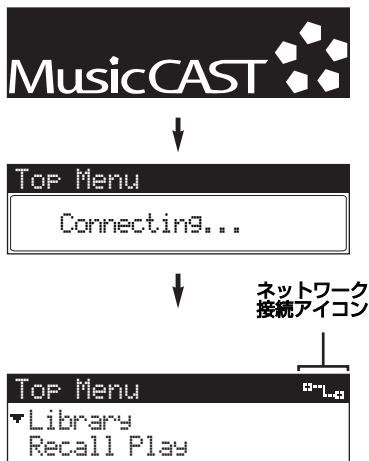 MusicCAST
Top Menu
Connecting...
ネットワーク
接続アイコン
Top Menu
Library
Recall Play